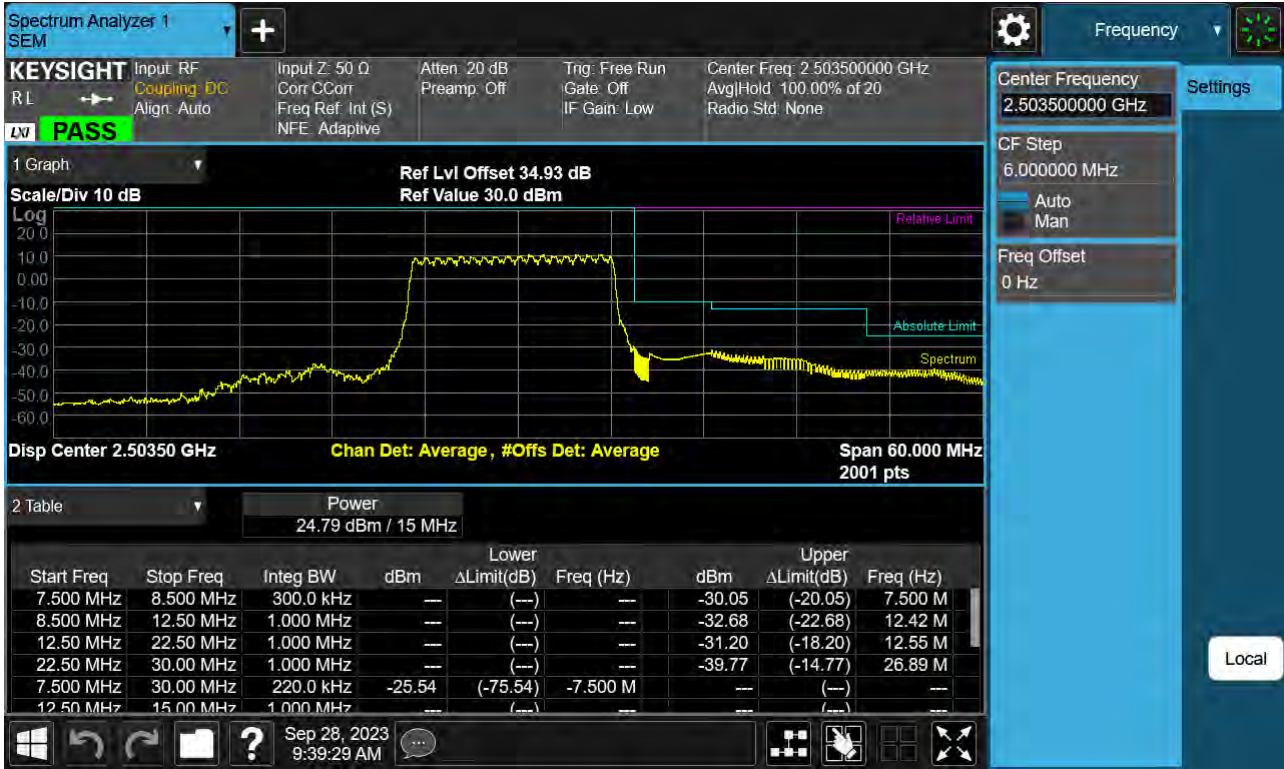 Spectrum Analyzer 1
SEM
Frequency
KEYSIGHT
R L
LXI
PASS
Input: RF
Coupling: DC
Align: Auto
Input Z: 50 Ω
Corr CCorr
Freq Ref: Int (S)
NFE: Adaptive
Atten: 20 dB
Preamp: Off
Trig: Free Run
Gate: Off
IF Gain: Low
Center Freq: 2.503500000 GHz
Avg|Hold: 100.00% of 20
Radio Std: None
Center Frequency
2.503500000 GHz
Settings
CF Step
6.000000 MHz
Auto
Man
Freq Offset
0 Hz
Local
1 Graph
Scale/Div 10 dB
Ref Lvl Offset 34.93 dB
Ref Value 30.0 dBm
Log
20.0
10.0
0.00
-10.0
-20.0
-30.0
-40.0
-50.0
-60.0
Relative Limit
Absolute Limit
Spectrum
Disp Center 2.50350 GHz
Chan Det: Average, #Offs Det: Average
Span 60.000 MHz
2001 pts
2 Table
Power
24.79 dBm / 15 MHz
Lower Upper
Start Freq Stop Freq Integ BW dBm ΔLimit(dB) Freq (Hz) dBm ΔLimit(dB) Freq (Hz)
7.500 MHz 8.500 MHz 300.0 kHz --- (---) --- -30.05 (-20.05) 7.500 M
8.500 MHz 12.50 MHz 1.000 MHz --- (---) --- -32.68 (-22.68) 12.42 M
12.50 MHz 22.50 MHz 1.000 MHz --- (---) --- -31.20 (-18.20) 12.55 M
22.50 MHz 30.00 MHz 1.000 MHz --- (---) --- -39.77 (-14.77) 26.89 M
7.500 MHz 30.00 MHz 220.0 kHz -25.54 (-75.54) -7.500 M --- (---) ---
12.50 MHz 15.00 MHz 1.000 MHz --- (---) --- --- (---) ---
?
Sep 28, 2023
9:39:29 AM